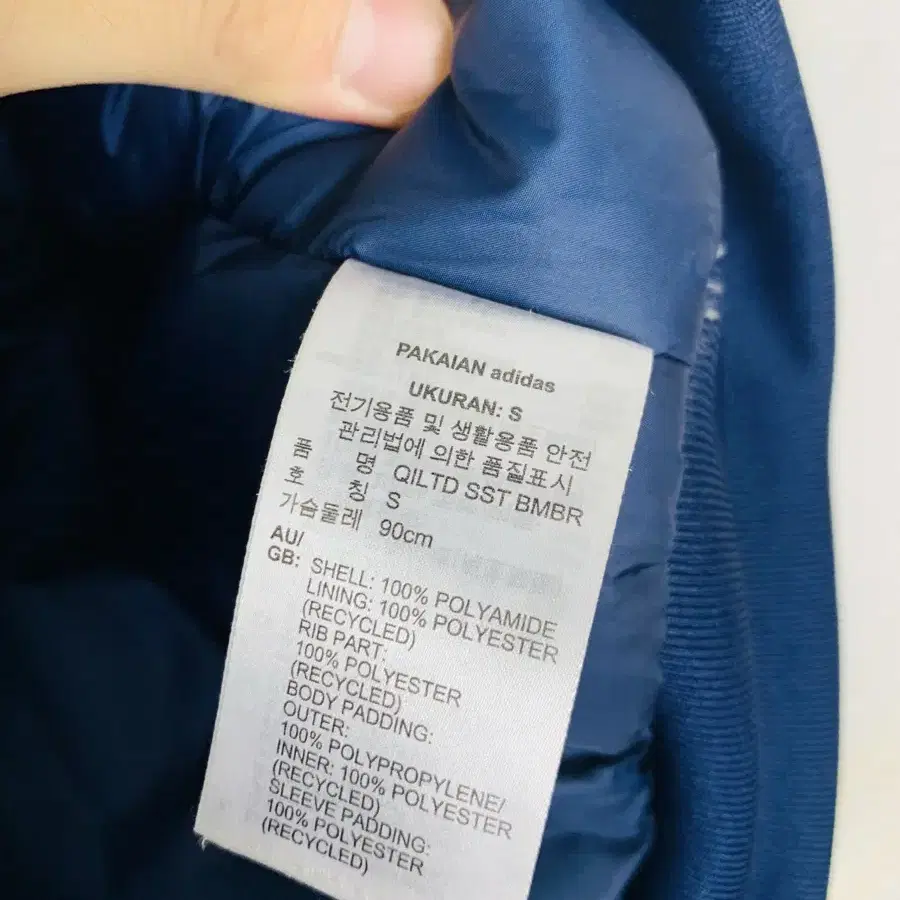 PAKAIAN adidas
UKURAN: S
전기용품 및 생활용품 안전
관리법에 의한 품질표시
품 명 QILTD SST BMBR
호 칭 S
가슴둘레 90cm
AU/
GB: SHELL: 100% POLYAMIDE
LINING: 100% POLYESTER
(RECYCLED)
RIB PART:
100% POLYESTER
(RECYCLED)
BODY PADDING:
OUTER:
100% POLYPROPYLENE/
INNER: 100% POLYESTER
(RECYCLED)
SLEEVE PADDING:
100% POLYESTER
(RECYCLED)